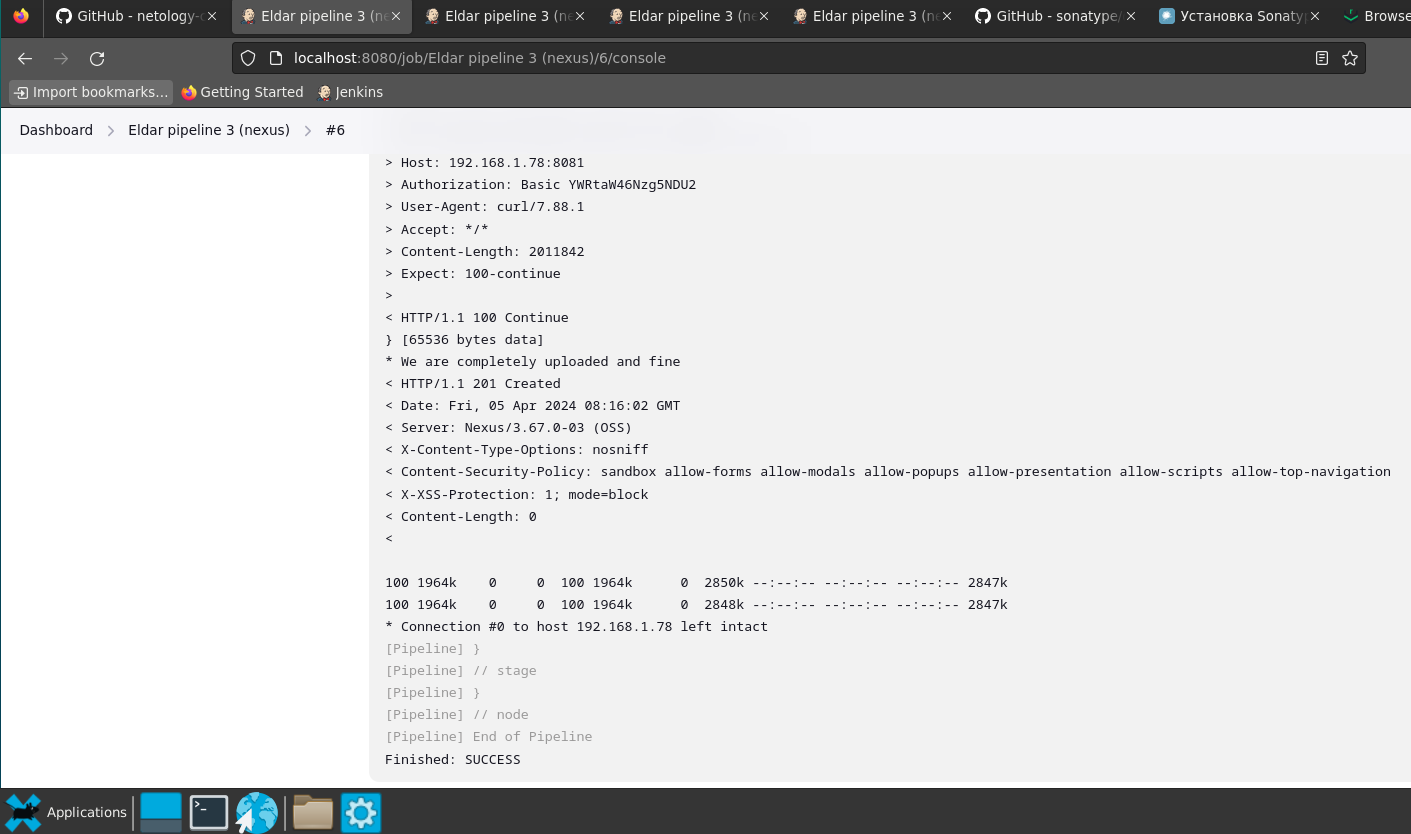 GitHub - netology-c
Eldar pipeline 3 (ne
Eldar pipeline 3 (ne
Eldar pipeline 3 (ne
Eldar pipeline 3 (ne
GitHub - sonatype/
Установка Sonaty
Browse
localhost:8080/job/Eldar pipeline 3 (nexus)/6/console
Import bookmarks...
Getting Started
Jenkins
Dashboard
Eldar pipeline 3 (nexus)
#6
> Host: 192.168.1.78:8081
> Authorization: Basic YWRtaW46Nzg5NDU2
> User-Agent: curl/7.88.1
> Accept: */*
> Content-Length: 2011842
> Expect: 100-continue
>
< HTTP/1.1 100 Continue
} [65536 bytes data]
* We are completely uploaded and fine
< HTTP/1.1 201 Created
< Date: Fri, 05 Apr 2024 08:16:02 GMT
< Server: Nexus/3.67.0-03 (OSS)
< X-Content-Type-Options: nosniff
< Content-Security-Policy: sandbox allow-forms allow-modals allow-popups allow-presentation allow-scripts allow-top-navigation
< X-XSS-Protection: 1; mode=block
< Content-Length: 0
<
100 1964k    0     0  100 1964k      0  2850k --:--:-- --:--:-- --:--:-- 2847k
100 1964k    0     0  100 1964k      0  2848k --:--:-- --:--:-- --:--:-- 2847k
* Connection #0 to host 192.168.1.78 left intact
[Pipeline] }
[Pipeline] // stage
[Pipeline] }
[Pipeline] // node
[Pipeline] End of Pipeline
Finished: SUCCESS
Applications